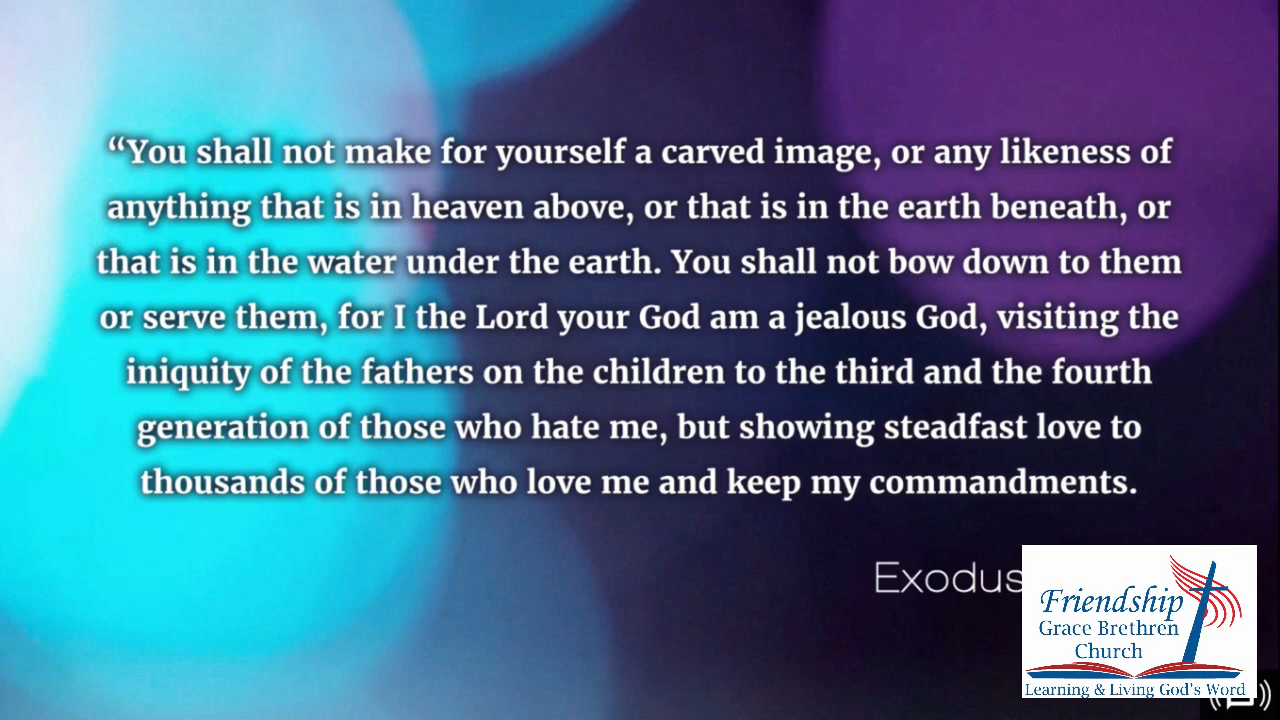 “You shall not make for yourself a carved image, or any likeness of
anything that is in heaven above, or that is in the earth beneath, or
that is in the water under the earth. You shall not bow down to them
or serve them, for I the Lord your God am a jealous God, visiting the
iniquity of the fathers on the children to the third and the fourth
generation of those who hate me, but showing steadfast love to
thousands of those who love me and keep my commandments.
Exodus
Friendship
Grace Brethren
Church
Learning & Living God's Word